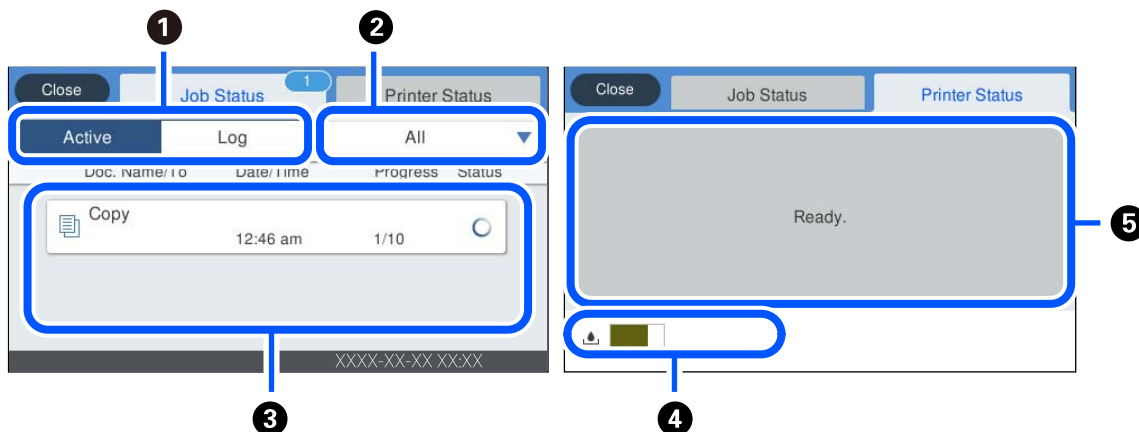 1
2
Close
Job Status
1
Printer Status
Active
Log
All
Doc. Name/To
Date/Time
Progress
Status
Copy
12:46 am
1/10
XXXX-XX-XX XX:XX
3
Close
Job Status
Printer Status
Ready.
5
4